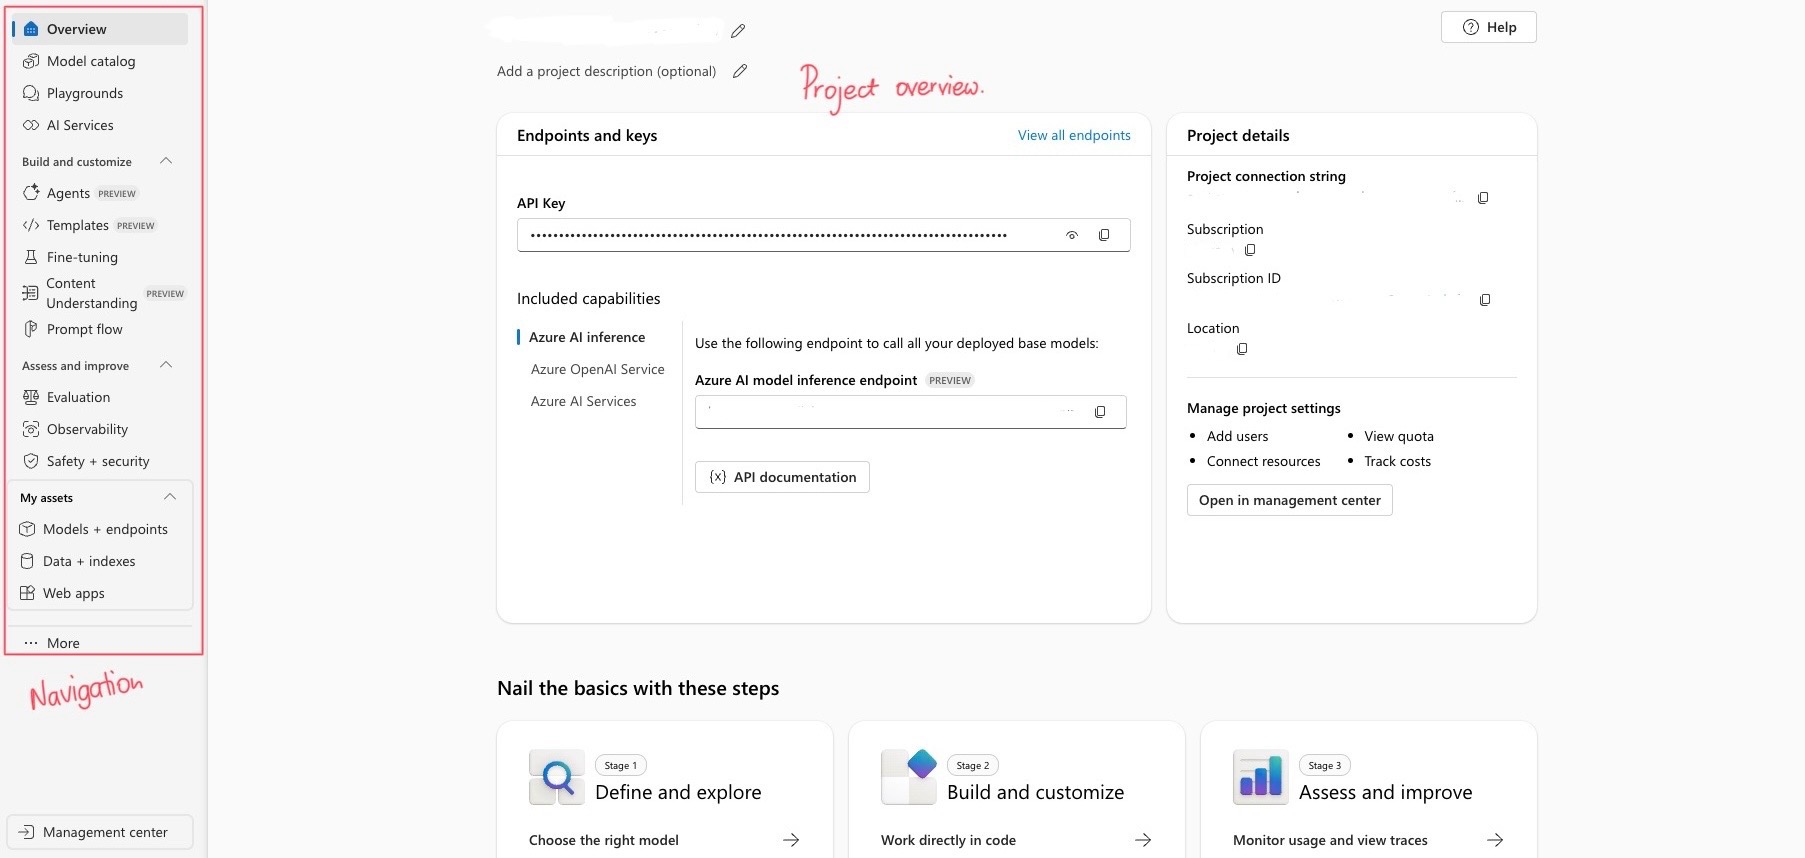 Overview
Model catalog
Playgrounds
AI Services
Build and customize
Agents PREVIEW
Templates PREVIEW
Fine-tuning
Content
Understanding PREVIEW
Prompt flow
Assess and improve
Evaluation
Observability
Safety + security
My assets
Models + endpoints
Data + indexes
Web apps
... More
Navigation
Management center
Help
Add a project description (optional)
Project overview.
Endpoints and keys
View all endpoints
API Key
Included capabilities
Azure AI inference
Azure OpenAI Service
Azure AI Services
Use the following endpoint to call all your deployed base models:
Azure AI model inference endpoint PREVIEW
{x} API documentation
Project details
Project connection string
Subscription
Subscription ID
Location
Manage project settings
• Add users
• View quota
• Connect resources
• Track costs
Open in management center
Nail the basics with these steps
Stage 1
Define and explore
Choose the right model
Stage 2
Build and customize
Work directly in code
Stage 3
Assess and improve
Monitor usage and view traces